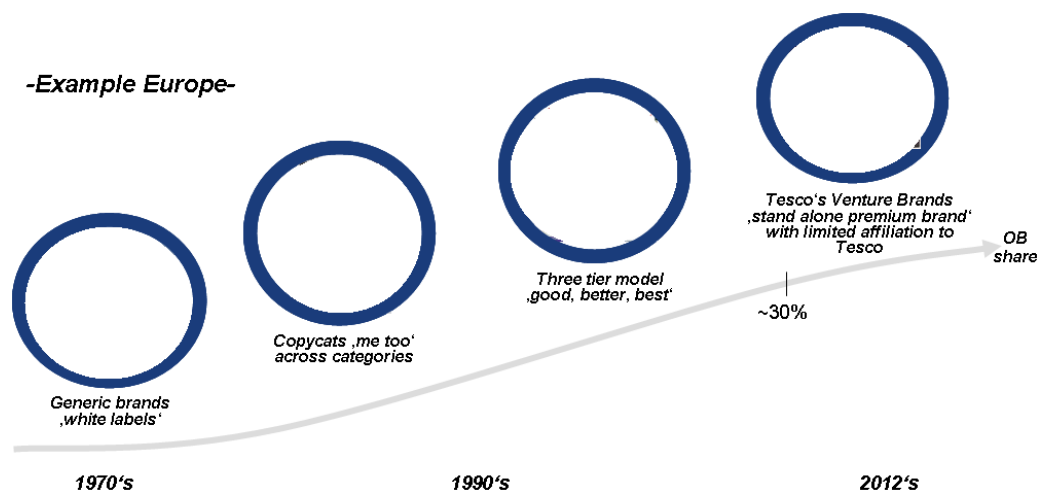 -Example Europe-
Tesco‘s Venture Brands
‚stand alone premium brand‘
with limited affiliation to
Tesco
OB
share
Three tier model
‚good, better, best‘
~30%
Copycats ‚me too‘
across categories
Generic brands
‚white labels‘
1970‘s
1990‘s
2012‘s